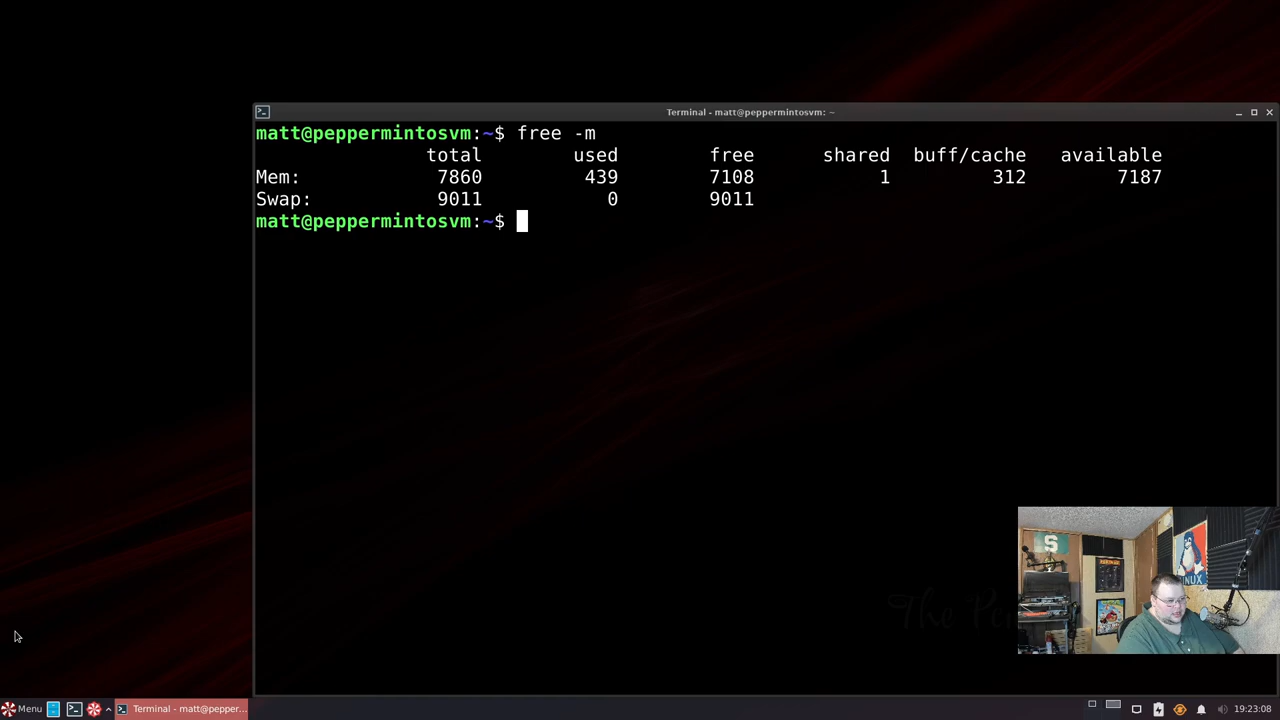 Terminal - matt@peppermintosvm: ~
matt@peppermintosvm:~$ free -m
total used free shared buff/cache available
Mem: 7860 439 7108 1 312 7187
Swap: 9011 0 9011
matt@peppermintosvm:~$
S
The
Menu
Terminal - matt@pepper...
19:23:08